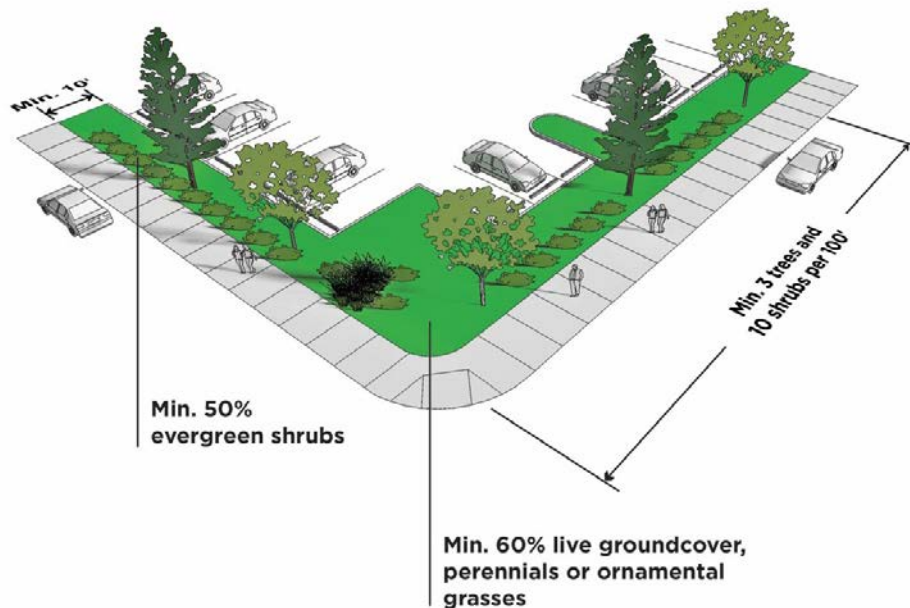 Min. 10'
Min. 3 trees and
10 shrubs per 100'
Min. 50%
evergreen shrubs
Min. 60% live groundcover,
perennials or ornamental
grasses